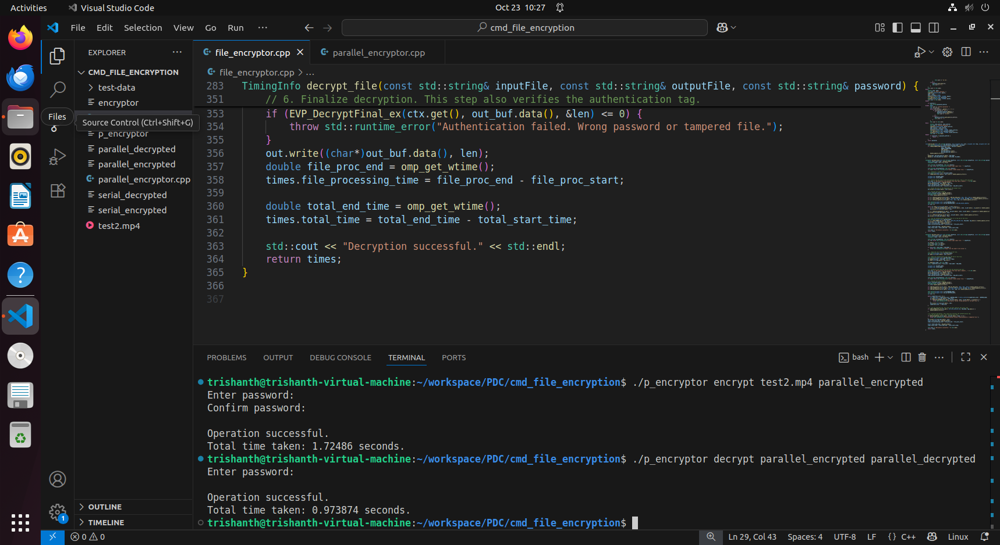 Activities
Visual Studio Code
Oct 23 10:27
File Edit Selection View Go Run ···
cmd_file_encryption
EXPLORER
CMD_FILE_ENCRYPTION
test-data
encryptor
Files
Source Control (Ctrl+Shift+G)
p_encryptor
parallel_decrypted
parallel_encrypted
parallel_encryptor.cpp
serial_decrypted
serial_encrypted
test2.mp4
OUTLINE
TIMELINE
1
file_encryptor.cpp
parallel_encryptor.cpp
file_encryptor.cpp > ...
283 TimingInfo decrypt_file(const std::string& inputFile, const std::string& outputFile, const std::string& password) {
351 // 6. Finalize decryption. This step also verifies the authentication tag.
353 if (EVP_DecryptFinal_ex(ctx.get(), out_buf.data(), &len) <= 0) {
354 throw std::runtime_error("Authentication failed. Wrong password or tampered file.");
355 }
356 out.write((char*)out_buf.data(), len);
357 double file_proc_end = omp_get_wtime();
358 times.file_processing_time = file_proc_end - file_proc_start;
359
360 double total_end_time = omp_get_wtime();
361 times.total_time = total_end_time - total_start_time;
362
363 std::cout << "Decryption successful." << std::endl;
364 return times;
365 }
366
367
PROBLEMS OUTPUT DEBUG CONSOLE TERMINAL PORTS
bash
trishanth@trishanth-virtual-machine:~/workspace/PDC/cmd_file_encryption$ ./p_encryptor encrypt test2.mp4 parallel_encrypted
Enter password:
Confirm password:
Operation successful.
Total time taken: 1.72486 seconds.
trishanth@trishanth-virtual-machine:~/workspace/PDC/cmd_file_encryption$ ./p_encryptor decrypt parallel_encrypted parallel_decrypted
Enter password:
Operation successful.
Total time taken: 0.973874 seconds.
trishanth@trishanth-virtual-machine:~/workspace/PDC/cmd_file_encryption$
0 0
Ln 29, Col 43 Spaces: 4 UTF-8 LF {} C++ Linux